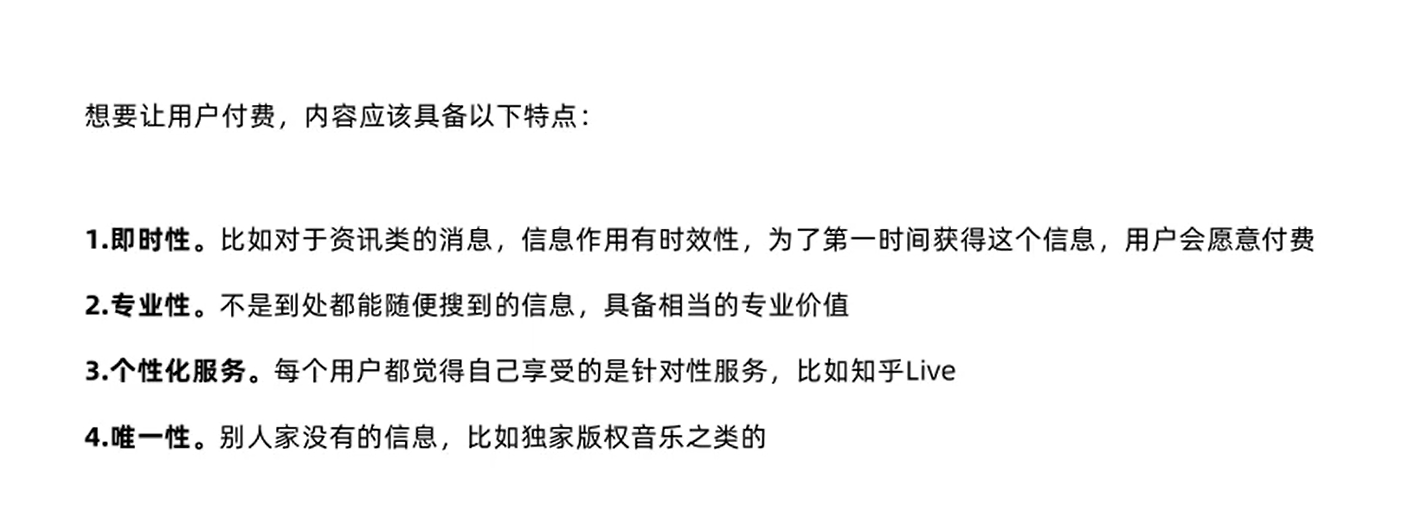 想要让用户付费，内容应该具备以下特点：
1.即时性。比如对于资讯类的消息，信息作用有时效性，为了第一时间获得这个信息，用户会愿意付费
2.专业性。不是到处都能随便搜到的信息，具备相当的专业价值
3.个性化服务。每个用户都觉得自己享受的是针对性服务，比如知乎Live
4.唯一性。别人家没有的信息，比如独家版权音乐之类的